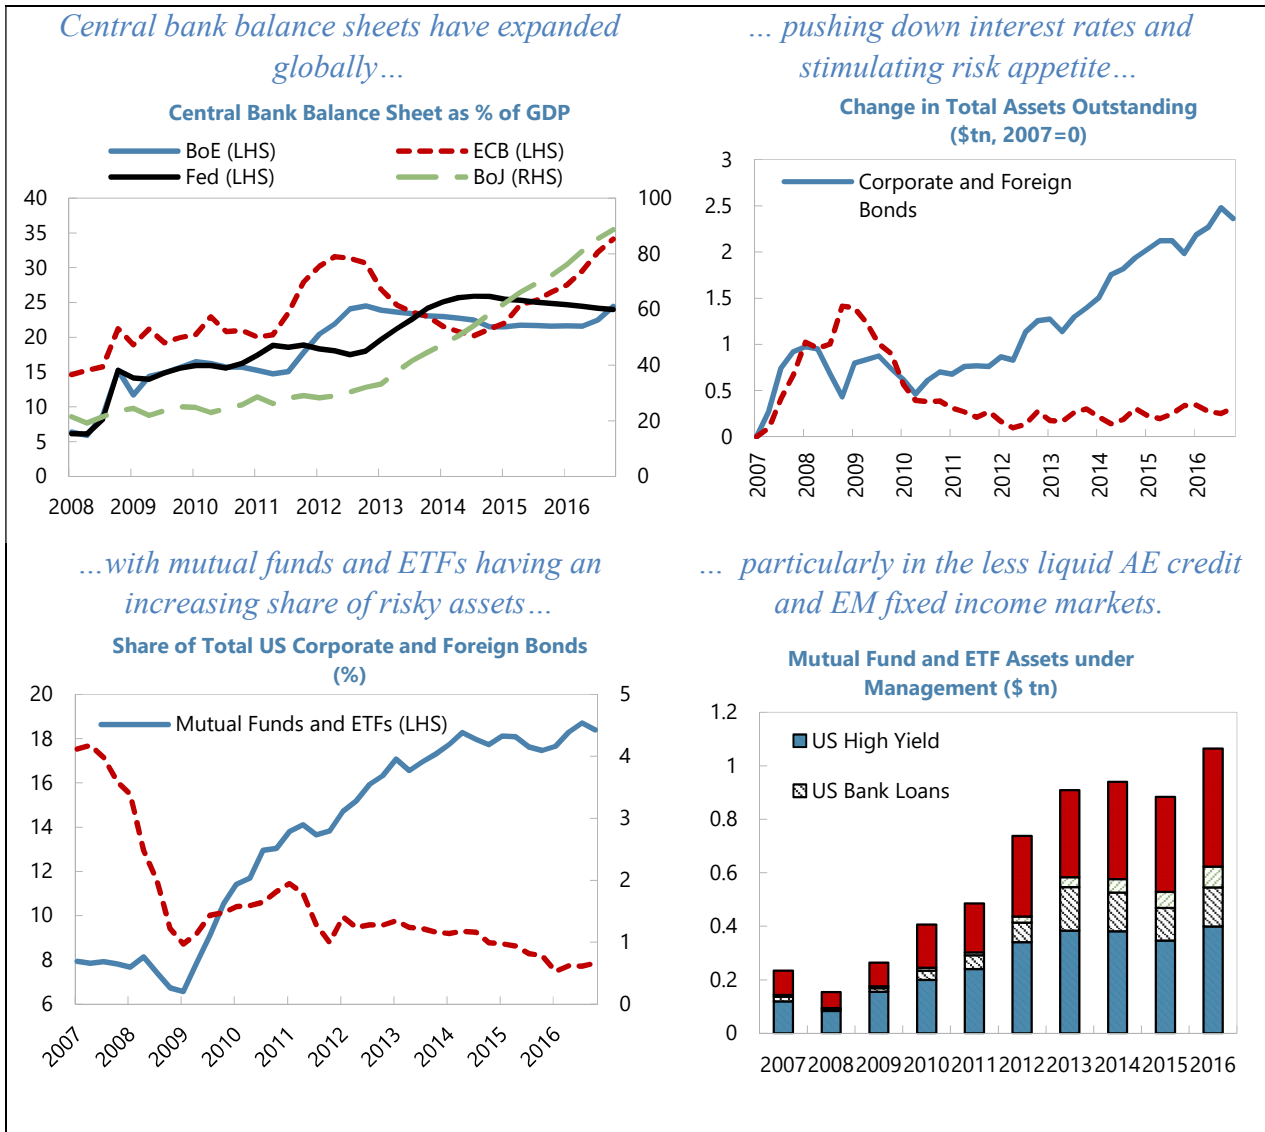 Central bank balance sheets have expanded
globally…
Central Bank Balance Sheet as % of GDP
BoE (LHS)
ECB (LHS)
Fed (LHS)
BoJ (RHS)
40
35
30
25
20
15
10
5
0
100
80
60
40
20
0
2008 2009 2010 2011 2012 2013 2014 2015 2016
… pushing down interest rates and
stimulating risk appetite…
Change in Total Assets Outstanding
($tn, 2007=0)
Corporate and Foreign
Bonds
3
2.5
2
1.5
1
0.5
0
2007 2008 2009 2010 2011 2012 2013 2014 2015 2016
…with mutual funds and ETFs having an
increasing share of risky assets…
Share of Total US Corporate and Foreign Bonds
(%)
Mutual Funds and ETFs (LHS)
20
18
16
14
12
10
8
6
5
4
3
2
1
0
2007 2008 2009 2010 2011 2012 2013 2014 2015 2016
… particularly in the less liquid AE credit
and EM fixed income markets.
Mutual Fund and ETF Assets under
Management ($ tn)
US High Yield
US Bank Loans
1.2
1
0.8
0.6
0.4
0.2
0
2007 2008 2009 2010 2011 2012 2013 2014 2015 2016